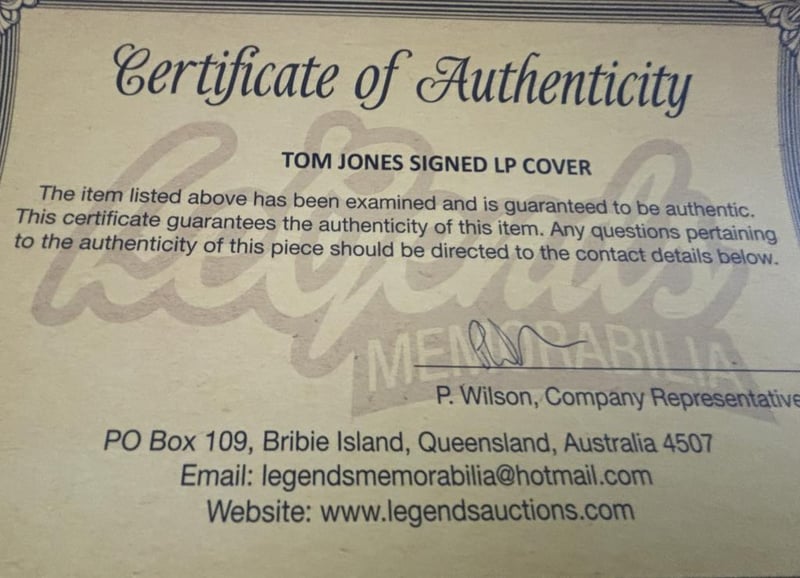 Certificate of Authenticity
TOM JONES SIGNED LP COVER
The item listed above has been examined and is guaranteed to be authentic.
This certificate guarantees the authenticity of this item. Any questions pertaining
to the authenticity of this piece should be directed to the contact details below.
Legends
MEMORABILIA
P. Wilson, Company Representative
PO Box 109, Bribie Island, Queensland, Australia 4507
Email: legendsmemorabilia@hotmail.com
Website: www.legendsauctions.com